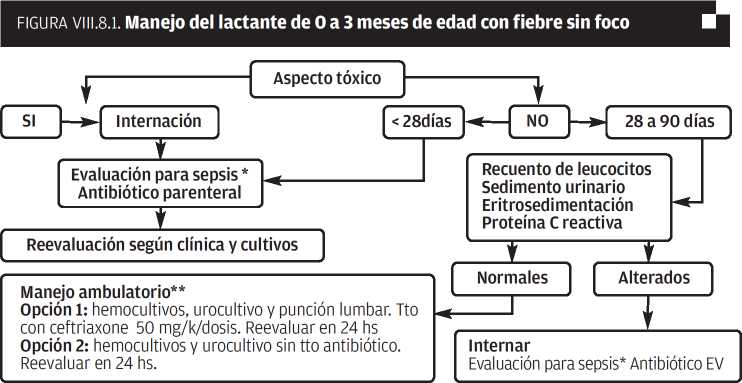 FIGURA VIII.8.1. Manejo del lactante de 0 a 3 meses de edad con fiebre sin foco
Aspecto tóxico
SI
Internación
< 28días
NO
28 a 90 días
Evaluación para sepsis *
Antibiótico parenteral
Recuento de leucocitos
Sedimento urinario
Eritrosedimentación
Proteína C reactiva
Reevaluación según clínica y cultivos
Normales
Alterados
Manejo ambulatorio**
Opción 1: hemocultivos, urocultivo y punción lumbar. Tto
con ceftriaxone 50 mg/k/dosis. Reevaluar en 24 hs
Opción 2: hemocultivos y urocultivo sin tto antibiótico.
Reevaluar en 24 hs.
Internar
Evaluación para sepsis* Antibiótico EV